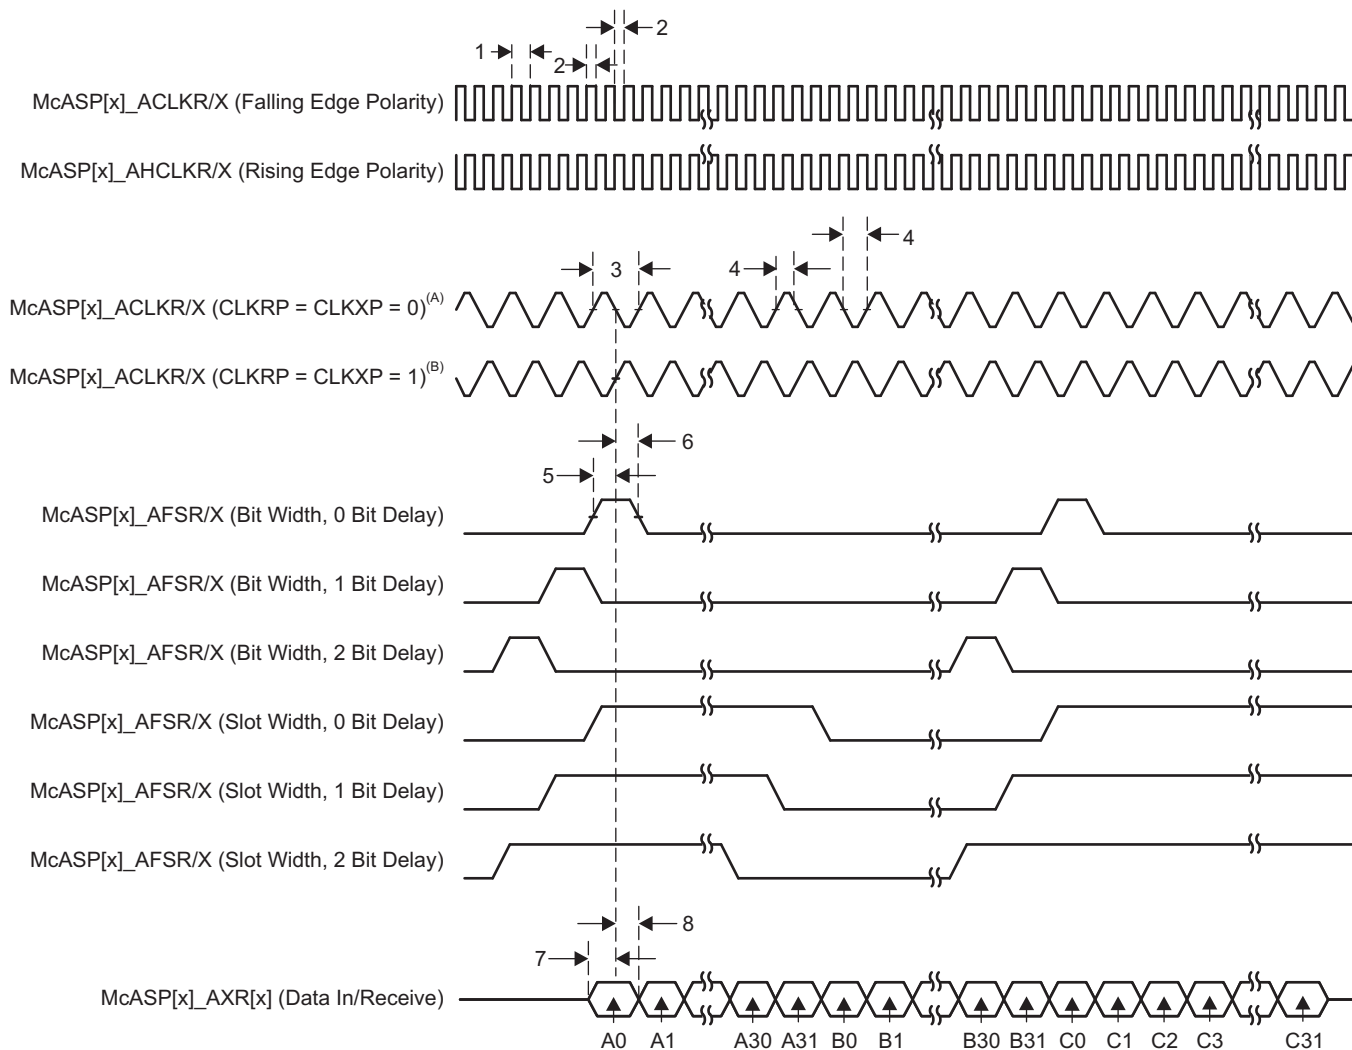 2
1
2
McASP[x]_ACLKR/X (Falling Edge Polarity)
McASP[x]_AHCLKR/X (Rising Edge Polarity)
4
3
4
McASP[x]_ACLKR/X (CLKRP = CLKXP = 0)(A)
McASP[x]_ACLKR/X (CLKRP = CLKXP = 1)(B)
6
5
McASP[x]_AFSR/X (Bit Width, 0 Bit Delay)
McASP[x]_AFSR/X (Bit Width, 1 Bit Delay)
McASP[x]_AFSR/X (Bit Width, 2 Bit Delay)
McASP[x]_AFSR/X (Slot Width, 0 Bit Delay)
McASP[x]_AFSR/X (Slot Width, 1 Bit Delay)
McASP[x]_AFSR/X (Slot Width, 2 Bit Delay)
8
7
McASP[x]_AXR[x] (Data In/Receive)
A0 A1 A30 A31 B0 B1 B30 B31 C0 C1 C2 C3 C31